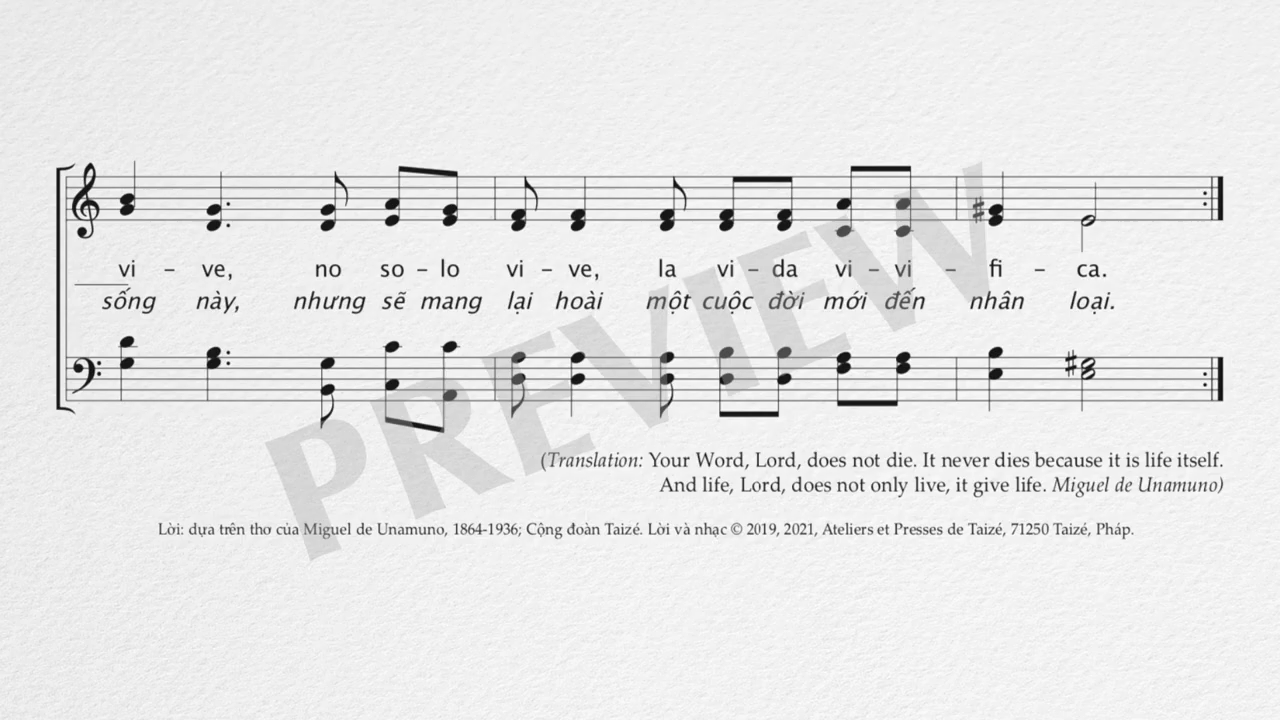 vi – ve, no so – lo vi – ve, la vi – da vi – vi – fi – ca.
sống này, nhưng sẽ mang lại hoài một cuộc đời mới đến nhân loại.
PREVIEW
(Translation: Your Word, Lord, does not die. It never dies because it is life itself.
And life, Lord, does not only live, it give life. Miguel de Unamuno)
Lời: dựa trên thơ của Miguel de Unamuno, 1864-1936; Cộng đoàn Taizé. Lời và nhạc © 2019, 2021, Ateliers et Presses de Taizé, 71250 Taizé, Pháp.